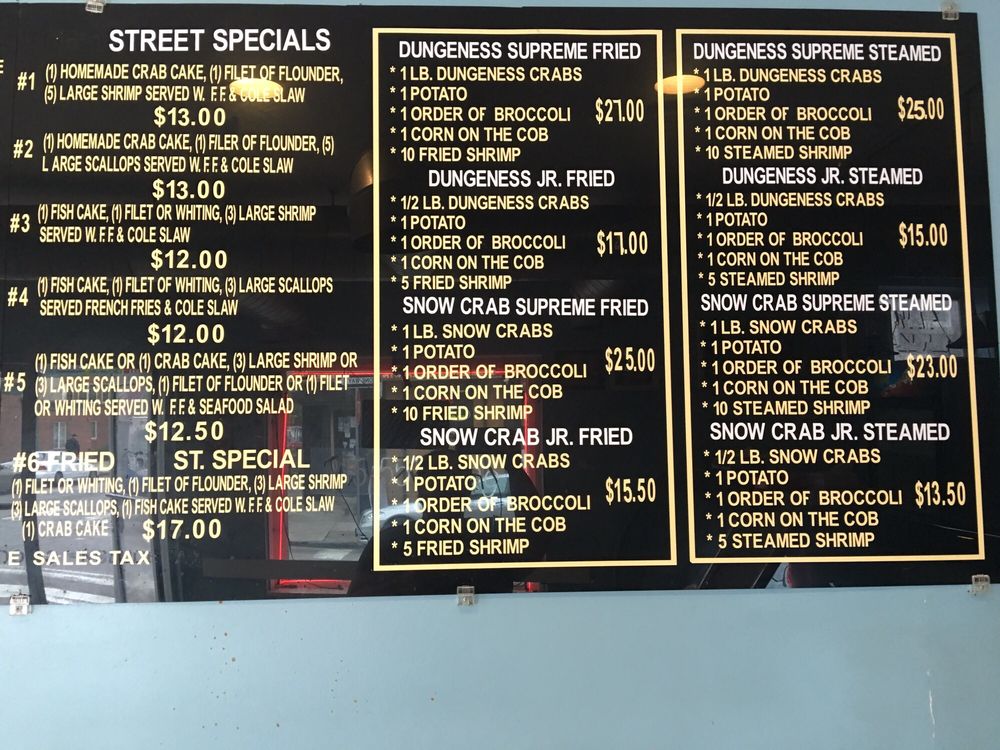 STREET SPECIALS
#1 (1) HOMEMADE CRAB CAKE, (1) FILET OF FLOUNDER,
(5) LARGE SHRIMP SERVED W. F.F. & COLE SLAW
$13.00
#2 (1) HOMEMADE CRAB CAKE, (1) FILER OF FLOUNDER, (5)
L ARGE SCALLOPS SERVED W. F.F. & COLE SLAW
$13.00
#3 (1) FISH CAKE, (1) FILET OR WHITING, (3) LARGE SHRIMP
SERVED W. F.F. & COLE SLAW
$12.00
#4 (1) FISH CAKE, (1) FILET OF WHITING, (3) LARGE SCALLOPS
SERVED FRENCH FRIES & COLE SLAW
$12.00
#5 (1) FISH CAKE OR (1) CRAB CAKE, (3) LARGE SHRIMP OR
(3) LARGE SCALLOPS, (1) FILET OF FLOUNDER OR (1) FILET
OR WHITING SERVED W. F.F. & SEAFOOD SALAD
$12.50
#6 FRIED ST. SPECIAL
(1) FILET OR WHITING, (1) FILET OF FLOUNDER, (3) LARGE SHRIMP
(3) LARGE SCALLOPS, (1) FISH CAKE SERVED W. F.F. & COLE SLAW
(1) CRAB CAKE $17.00
E SALES TAX
DUNGENESS SUPREME FRIED
* 1 LB. DUNGENESS CRABS
* 1 POTATO
* 1 ORDER OF BROCCOLI $27.00
* 1 CORN ON THE COB
* 10 FRIED SHRIMP
DUNGENESS JR. FRIED
* 1/2 LB. DUNGENESS CRABS
* 1 POTATO
* 1 ORDER OF BROCCOLI $17.00
* 1 CORN ON THE COB
* 5 FRIED SHRIMP
SNOW CRAB SUPREME FRIED
* 1 LB. SNOW CRABS
* 1 POTATO
* 1 ORDER OF BROCCOLI $25.00
* 1 CORN ON THE COB
* 10 FRIED SHRIMP
SNOW CRAB JR. FRIED
* 1/2 LB. SNOW CRABS
* 1 POTATO
* 1 ORDER OF BROCCOLI $15.50
* 1 CORN ON THE COB
* 5 FRIED SHRIMP
DUNGENESS SUPREME STEAMED
* 1 LB. DUNGENESS CRABS
* 1 POTATO
* 1 ORDER OF BROCCOLI $25.00
* 1 CORN ON THE COB
* 10 STEAMED SHRIMP
DUNGENESS JR. STEAMED
* 1/2 LB. DUNGENESS CRABS
* 1 POTATO
* 1 ORDER OF BROCCOLI $15.00
* 1 CORN ON THE COB
* 5 STEAMED SHRIMP
SNOW CRAB SUPREME STEAMED
* 1 LB. SNOW CRABS
* 1 POTATO
* 1 ORDER OF BROCCOLI $23.00
* 1 CORN ON THE COB
* 10 STEAMED SHRIMP
SNOW CRAB JR. STEAMED
* 1/2 LB. SNOW CRABS
* 1 POTATO
* 1 ORDER OF BROCCOLI $13.50
* 1 CORN ON THE COB
* 5 STEAMED SHRIMP